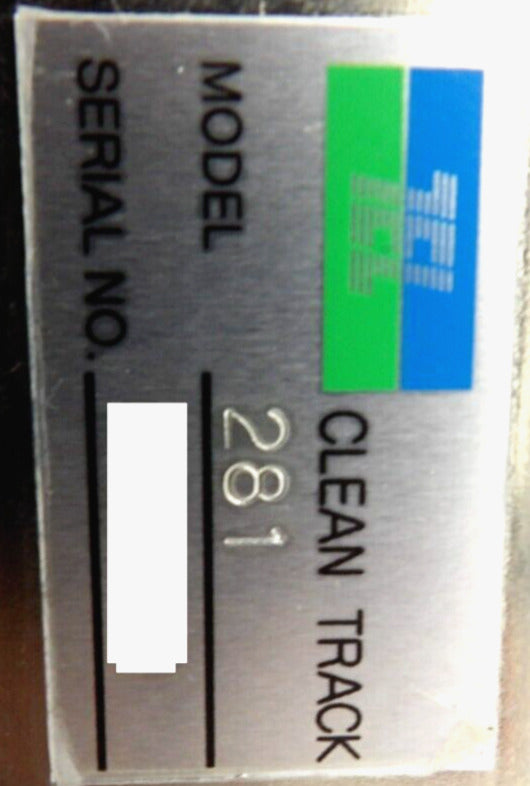 TEL
CLEAN TRACK
MODEL 281
SERIAL NO.